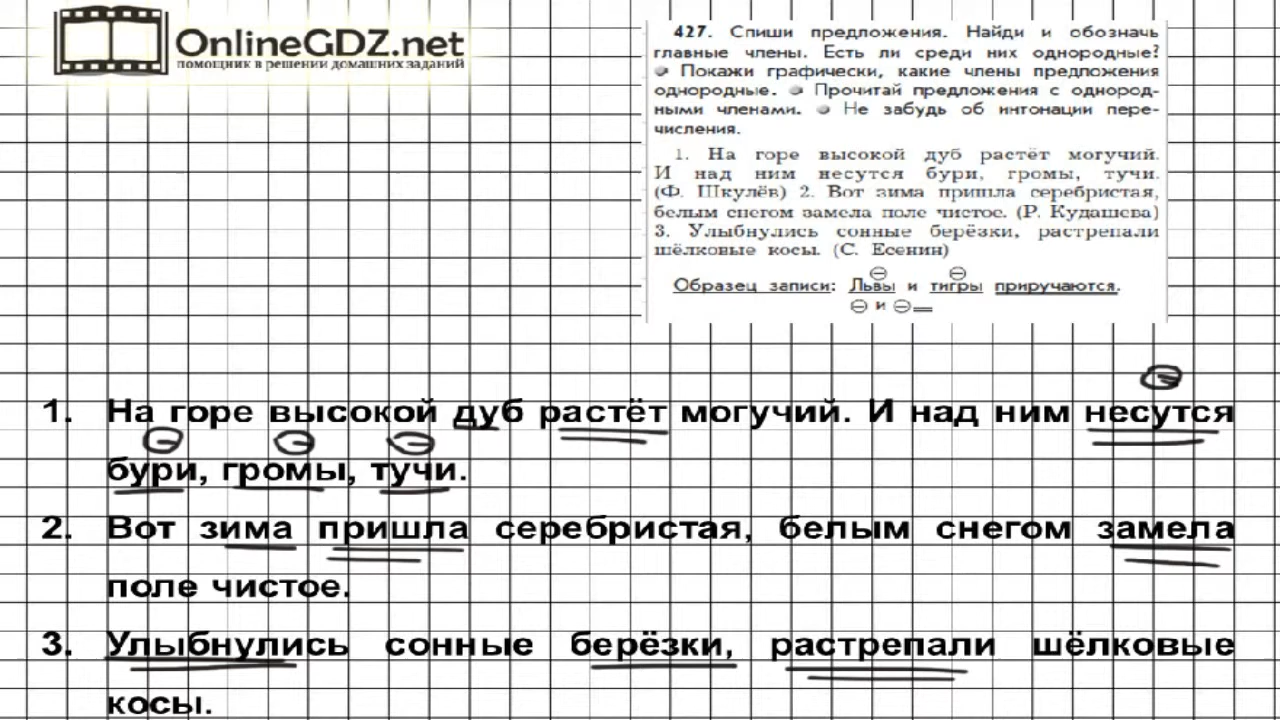 OnlineGDZ.net
помощник в решении домашних заданий
427. Спиши предложения. Найди и обозначь
главные члены. Есть ли среди них однородные?
Покажи графически, какие члены предложения
однородные. Прочитай предложения с однород-
ными членами. Не забудь об интонации пере-
числения.
1. На горе высокой дуб растёт могучий.
И над ним несутся бури, громы, тучи.
(Ф. Шкулёв) 2. Вот зима пришла серебристая,
белым снегом замела поле чистое. (Р. Кудашева)
3. Улыбнулись сонные берёзки, растрепали
шёлковые косы. (С. Есенин)
Образец записи: Львы и тигры приручаются.
и
1. На горе высокой дуб растёт могучий. И над ним несутся
бури, громы, тучи.
2. Вот зима пришла серебристая, белым снегом замела
поле чистое.
3. Улыбнулись сонные берёзки, растрепали шёлковые
косы.